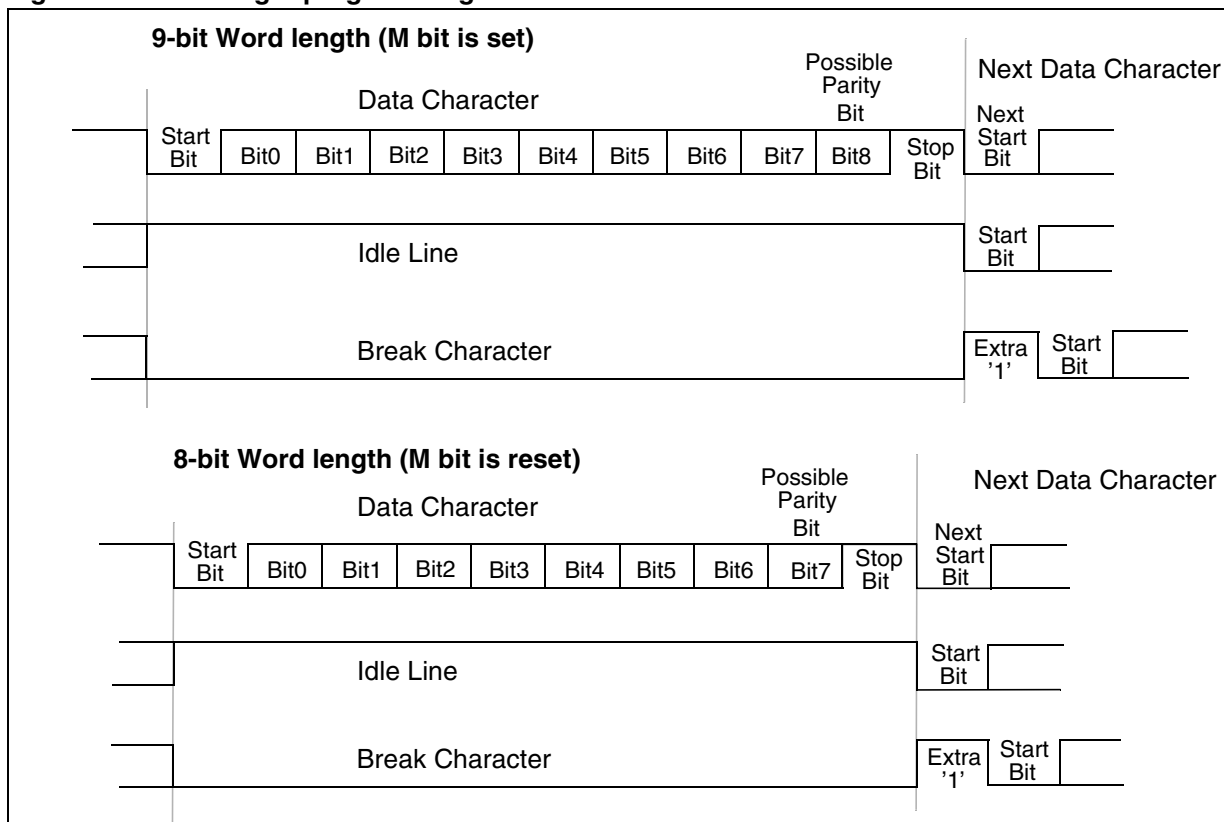 9-bit Word length (M bit is set)
Possible
Parity
Bit
Next Data Character
Data Character
Next
Start
Bit
Start
Bit
Bit0
Bit1
Bit2
Bit3
Bit4
Bit5
Bit6
Bit7
Bit8
Stop
Bit
Idle Line
Start
Bit
Break Character
Extra
'1'
Start
Bit
8-bit Word length (M bit is reset)
Possible
Parity
Bit
Next Data Character
Data Character
Next
Start
Bit
Start
Bit
Bit0
Bit1
Bit2
Bit3
Bit4
Bit5
Bit6
Bit7
Stop
Bit
Idle Line
Start
Bit
Break Character
Extra
'1'
Start
Bit